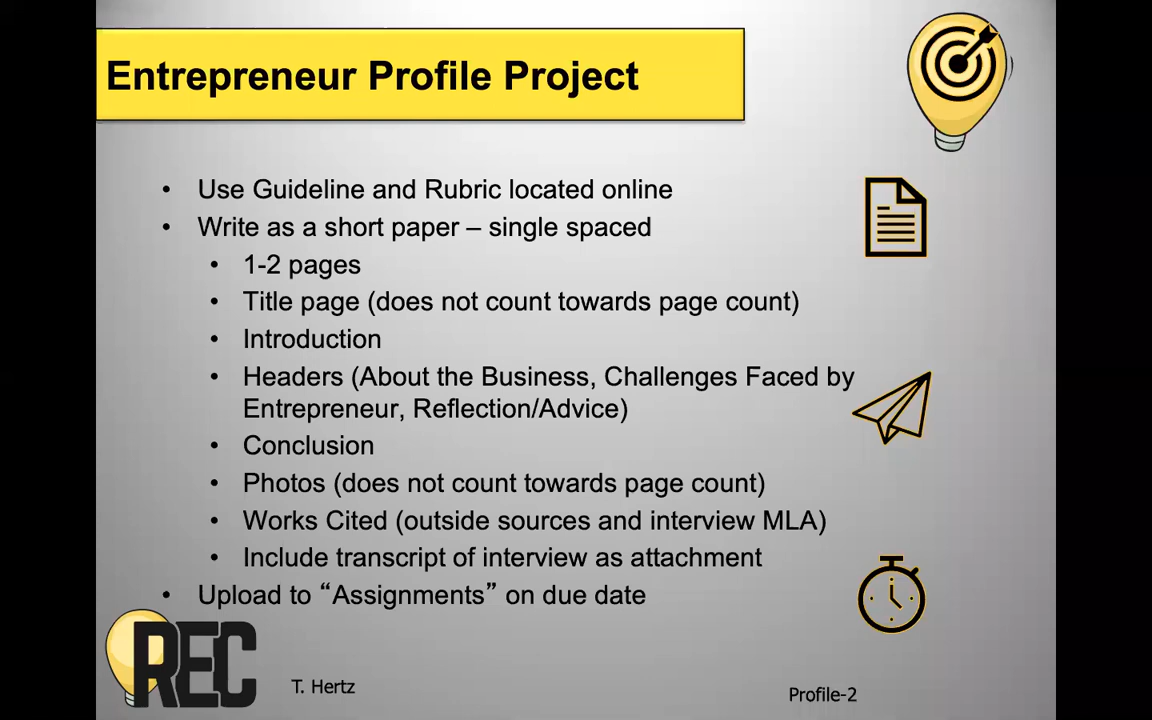 Entrepreneur Profile Project
• Use Guideline and Rubric located online
• Write as a short paper – single spaced
• 1-2 pages
• Title page (does not count towards page count)
• Introduction
• Headers (About the Business, Challenges Faced by
Entrepreneur, Reflection/Advice)
• Conclusion
• Photos (does not count towards page count)
• Works Cited (outside sources and interview MLA)
• Include transcript of interview as attachment
• Upload to “Assignments” on due date
REC
T. Hertz
Profile-2